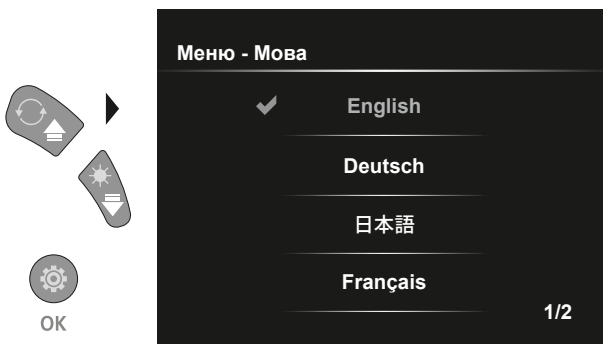 Меню - Мова
English
Deutsch
日本語
Français
1/2
OK